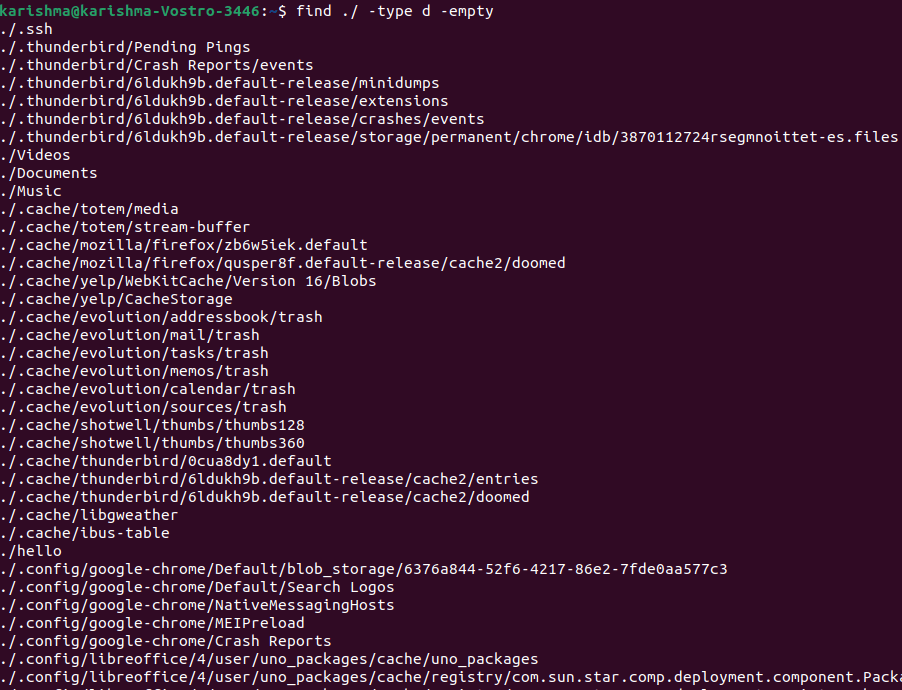 karishma@karishma-Vostro-3446:~$ find ./ -type d -empty
./.ssh
./.thunderbird/Pending Pings
./.thunderbird/Crash Reports/events
./.thunderbird/6ldukh9b.default-release/minidumps
./.thunderbird/6ldukh9b.default-release/extensions
./.thunderbird/6ldukh9b.default-release/crashes/events
./.thunderbird/6ldukh9b.default-release/storage/permanent/chrome/idb/3870112724rsegmnoittet-es.files
./Videos
./Documents
./Music
./.cache/totem/media
./.cache/totem/stream-buffer
./.cache/mozilla/firefox/zb6w5iek.default
./.cache/mozilla/firefox/qusper8f.default-release/cache2/doomed
./.cache/yelp/WebKitCache/Version 16/Blobs
./.cache/yelp/CacheStorage
./.cache/evolution/addressbook/trash
./.cache/evolution/mail/trash
./.cache/evolution/tasks/trash
./.cache/evolution/memos/trash
./.cache/evolution/calendar/trash
./.cache/evolution/sources/trash
./.cache/shotwell/thumbs/thumbs128
./.cache/shotwell/thumbs/thumbs360
./.cache/thunderbird/0cua8dy1.default
./.cache/thunderbird/6ldukh9b.default-release/cache2/entries
./.cache/thunderbird/6ldukh9b.default-release/cache2/doomed
./.cache/libgweather
./.cache/ibus-table
./hello
./.config/google-chrome/Default/blob_storage/6376a844-52f6-4217-86e2-7fde0aa577c3
./.config/google-chrome/Default/Search Logos
./.config/google-chrome/NativeMessagingHosts
./.config/google-chrome/MEIPreload
./.config/google-chrome/Crash Reports
./.config/libreoffice/4/user/uno_packages/cache/uno_packages
./.config/libreoffice/4/user/uno_packages/cache/registry/com.sun.star.comp.deployment.component.Packa